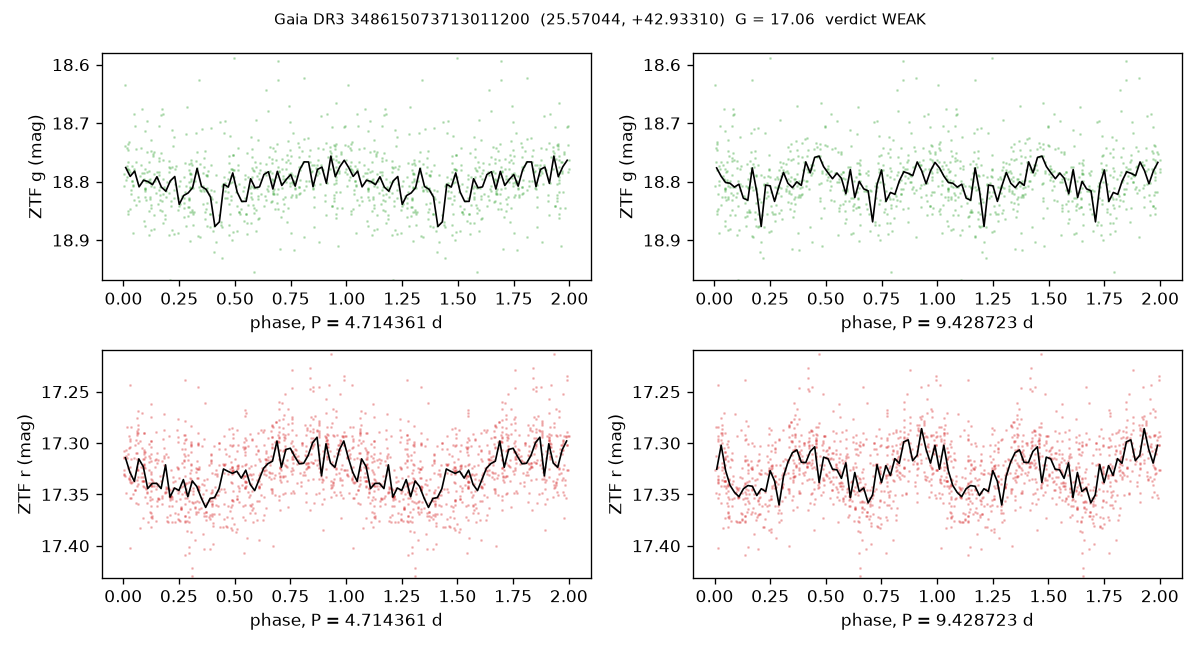 Gaia DR3 348615073713011200 (25.57044, +42.93310) G = 17.06 verdict WEAK
ZTF g (mag)
18.6
18.7
18.8
18.9
0.00 0.25 0.50 0.75 1.00 1.25 1.50 1.75 2.00
phase, P = 4.714361 d
ZTF g (mag)
18.6
18.7
18.8
18.9
0.00 0.25 0.50 0.75 1.00 1.25 1.50 1.75 2.00
phase, P = 9.428723 d
ZTF r (mag)
17.25
17.30
17.35
17.40
0.00 0.25 0.50 0.75 1.00 1.25 1.50 1.75 2.00
phase, P = 4.714361 d
ZTF r (mag)
17.25
17.30
17.35
17.40
0.00 0.25 0.50 0.75 1.00 1.25 1.50 1.75 2.00
phase, P = 9.428723 d